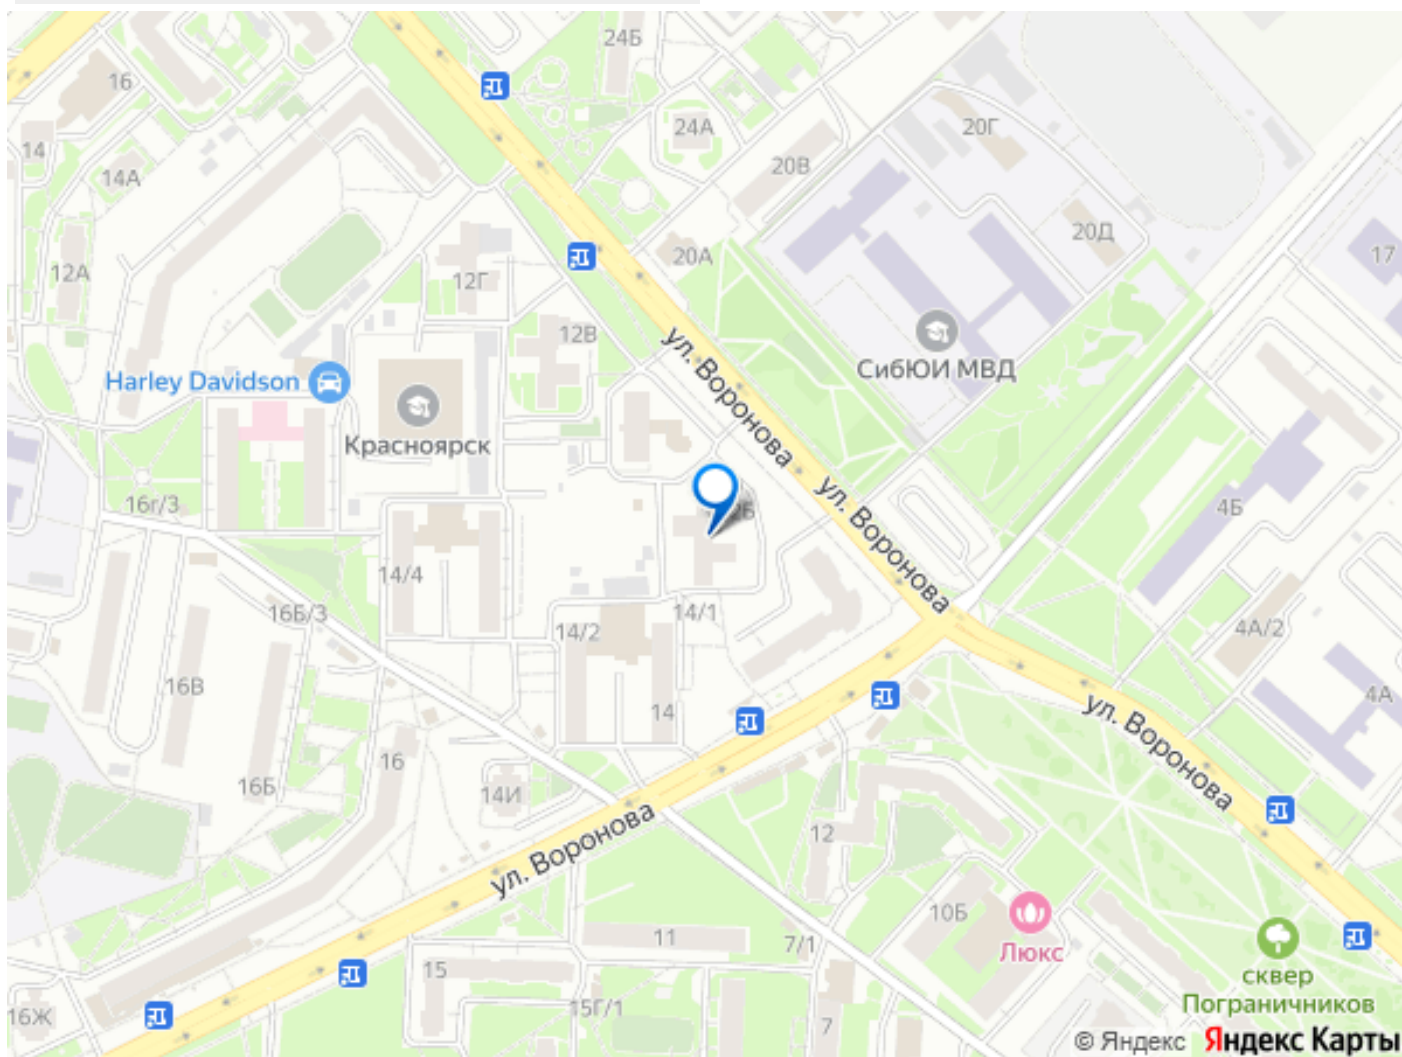 24Б
16
24А
20Г
14
14А
20В
20Д
20А
17
12А
12Г
12В
ул. Воронова
СибЮИ МВД
Harley Davidson
Красноярск
16г/3
ул. Воронова
4Б
14/4
16Б/3
14/2
14/1
4А/2
16В
14
4А
ул. Воронова
16
16Б
14И
12
ул. Воронова
10Б
11
7/1
Люкс
15
сквер
Пограничников
15Г/1
16Ж
7
© Яндекс Яндекс Карты